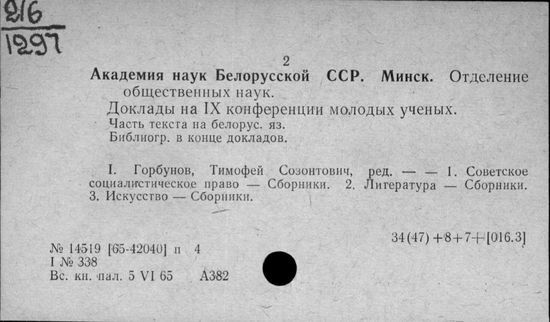 216
1297
2
Академия наук Белорусской ССР. Минск. Отделение
общественных наук.
Доклады на IX конференции молодых ученых.
Часть текста на белорус. яз.
Библиогр. в конце докладов.
I. Горбунов, Тимофей Созонтович, ред. — — 1. Советское
социалистическое право — Сборники. 2. Литература — Сборники.
3. Искусство — Сборники.
34(47)+8+7+[016.3]
№ 14519 [65-42040] п 4
I № 338
Вс. кн. пал. 5 VI 65 А382